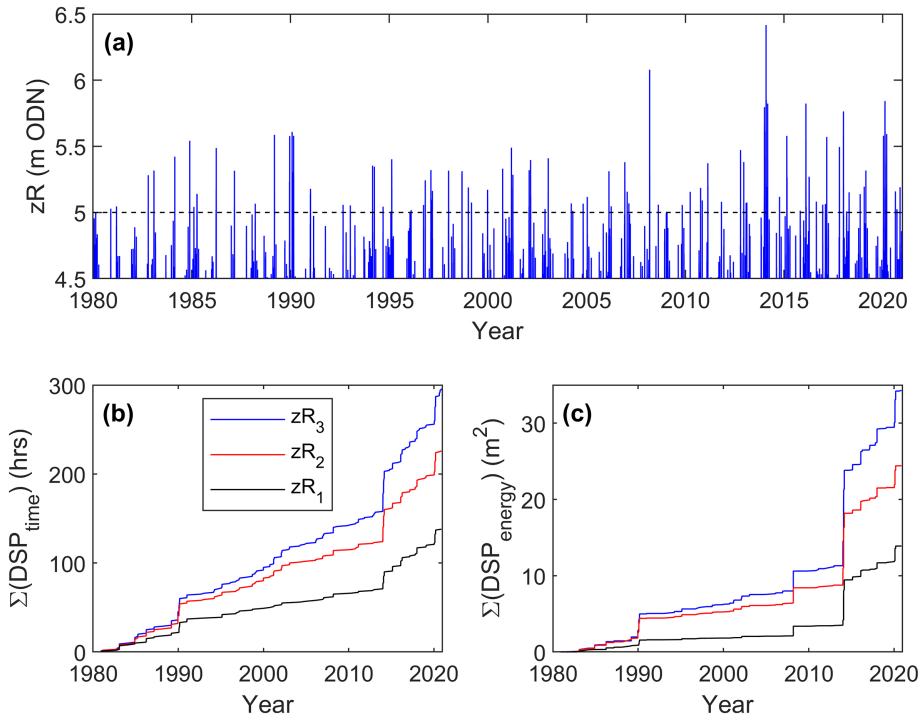 (a)
zR (m ODN)
6.5
6
5.5
5
4.5
1980 1985 1990 1995 2000 2005 2010 2015 2020
Year
(b)
Σ(DSP_time) (hrs)
300
200
100
0
zR_3
zR_2
zR_1
1980 1990 2000 2010 2020
Year
(c)
Σ(DSP_energy) (m^2)
30
20
10
0
1980 1990 2000 2010 2020
Year